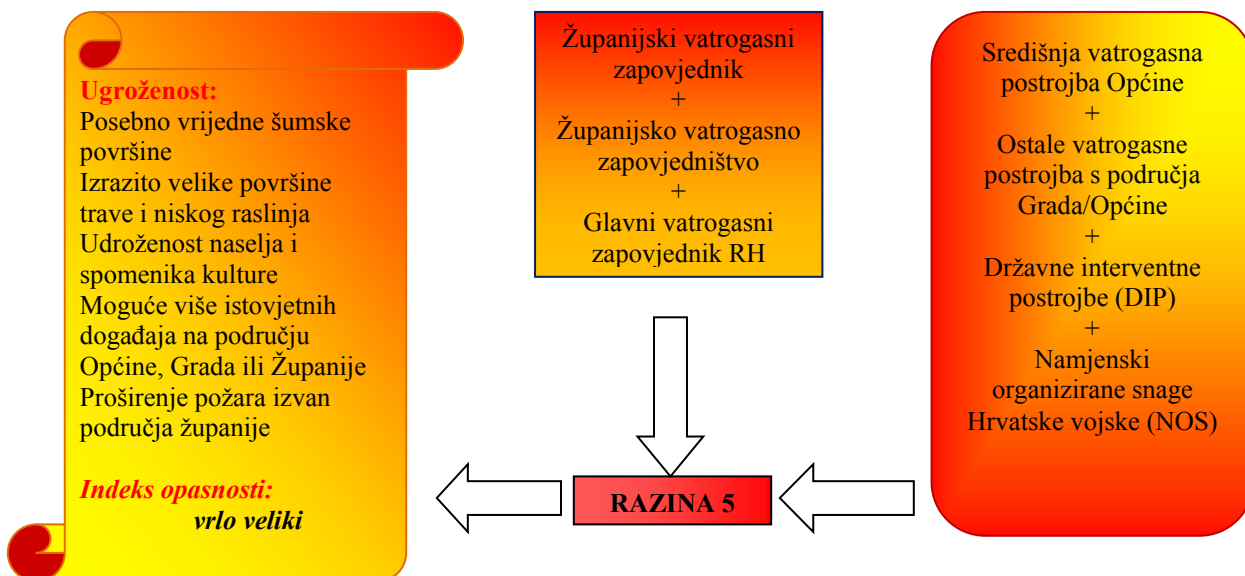 Ugroženost:
Posebno vrijedne šumske
površine
Izrazito velike površine
trave i niskog raslinja
Udroženost naselja i
spomenika kulture
Moguće više istovjetnih
događaja na području
Općine, Grada ili Županije
Proširenje požara izvan
područja županije
Indeks opasnosti:
vrlo veliki
Županijski vatrogasni
zapovjednik
+
Županijsko vatrogasno
zapovjedništvo
+
Glavni vatrogasni
zapovjednik RH
RAZINA 5
Središnja vatrogasna
postrojba Općine
+
Ostale vatrogasne
postrojba s područja
Grada/Općine
+
Državne interventne
postrojbe (DIP)
+
Namjenski
organizirane snage
Hrvatske vojske (NOS)